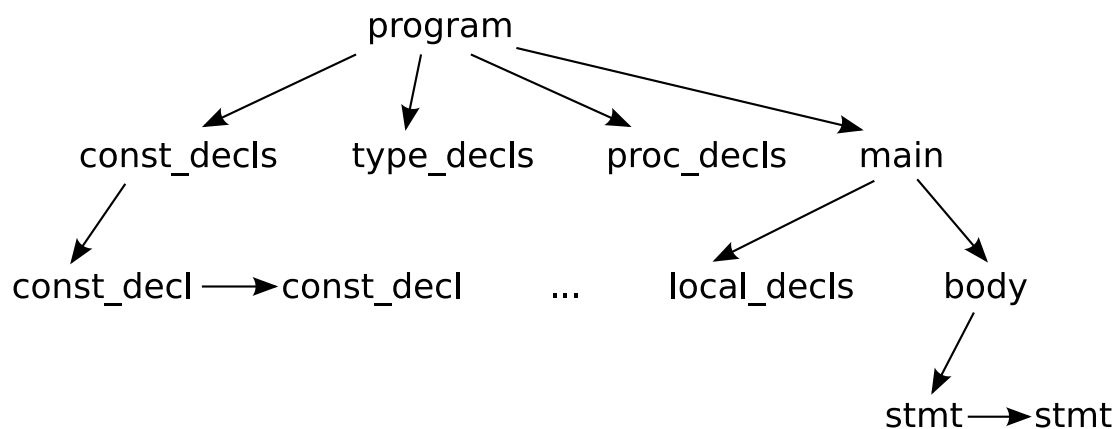 program
const_decls type_decls proc_decls main
const_decl const_decl ... local_decls body
stmt stmt